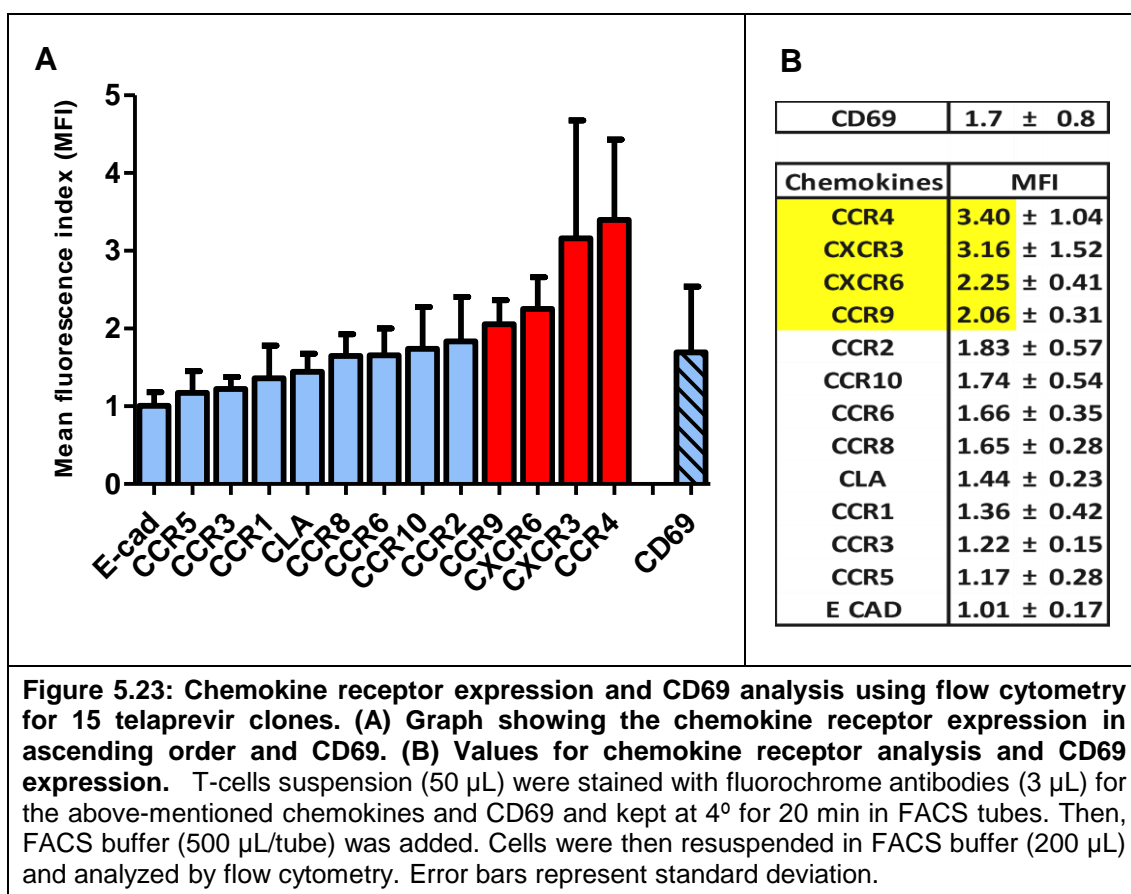 A
Mean fluorescence index (MFI)
5
4
3
2
1
0
E-cad
CCR5
CCR3
CCR1
CLA
CCR8
CCR6
CCR10
CCR2
CCR9
CXCR6
CXCR3
CCR4
CD69
B
CD69 1.7 ± 0.8
Chemokines MFI
CCR4 3.40 ± 1.04
CXCR3 3.16 ± 1.52
CXCR6 2.25 ± 0.41
CCR9 2.06 ± 0.31
CCR2 1.83 ± 0.57
CCR10 1.74 ± 0.54
CCR6 1.66 ± 0.35
CCR8 1.65 ± 0.28
CLA 1.44 ± 0.23
CCR1 1.36 ± 0.42
CCR3 1.22 ± 0.15
CCR5 1.17 ± 0.28
E CAD 1.01 ± 0.17
Figure 5.23: Chemokine receptor expression and CD69 analysis using flow cytometry
for 15 telaprevir clones. (A) Graph showing the chemokine receptor expression in
ascending order and CD69. (B) Values for chemokine receptor analysis and CD69
expression. T-cells suspension (50 µL) were stained with fluorochrome antibodies (3 µL) for
the above-mentioned chemokines and CD69 and kept at 4º for 20 min in FACS tubes. Then,
FACS buffer (500 µL/tube) was added. Cells were then resuspended in FACS buffer (200 µL)
and analyzed by flow cytometry. Error bars represent standard deviation.